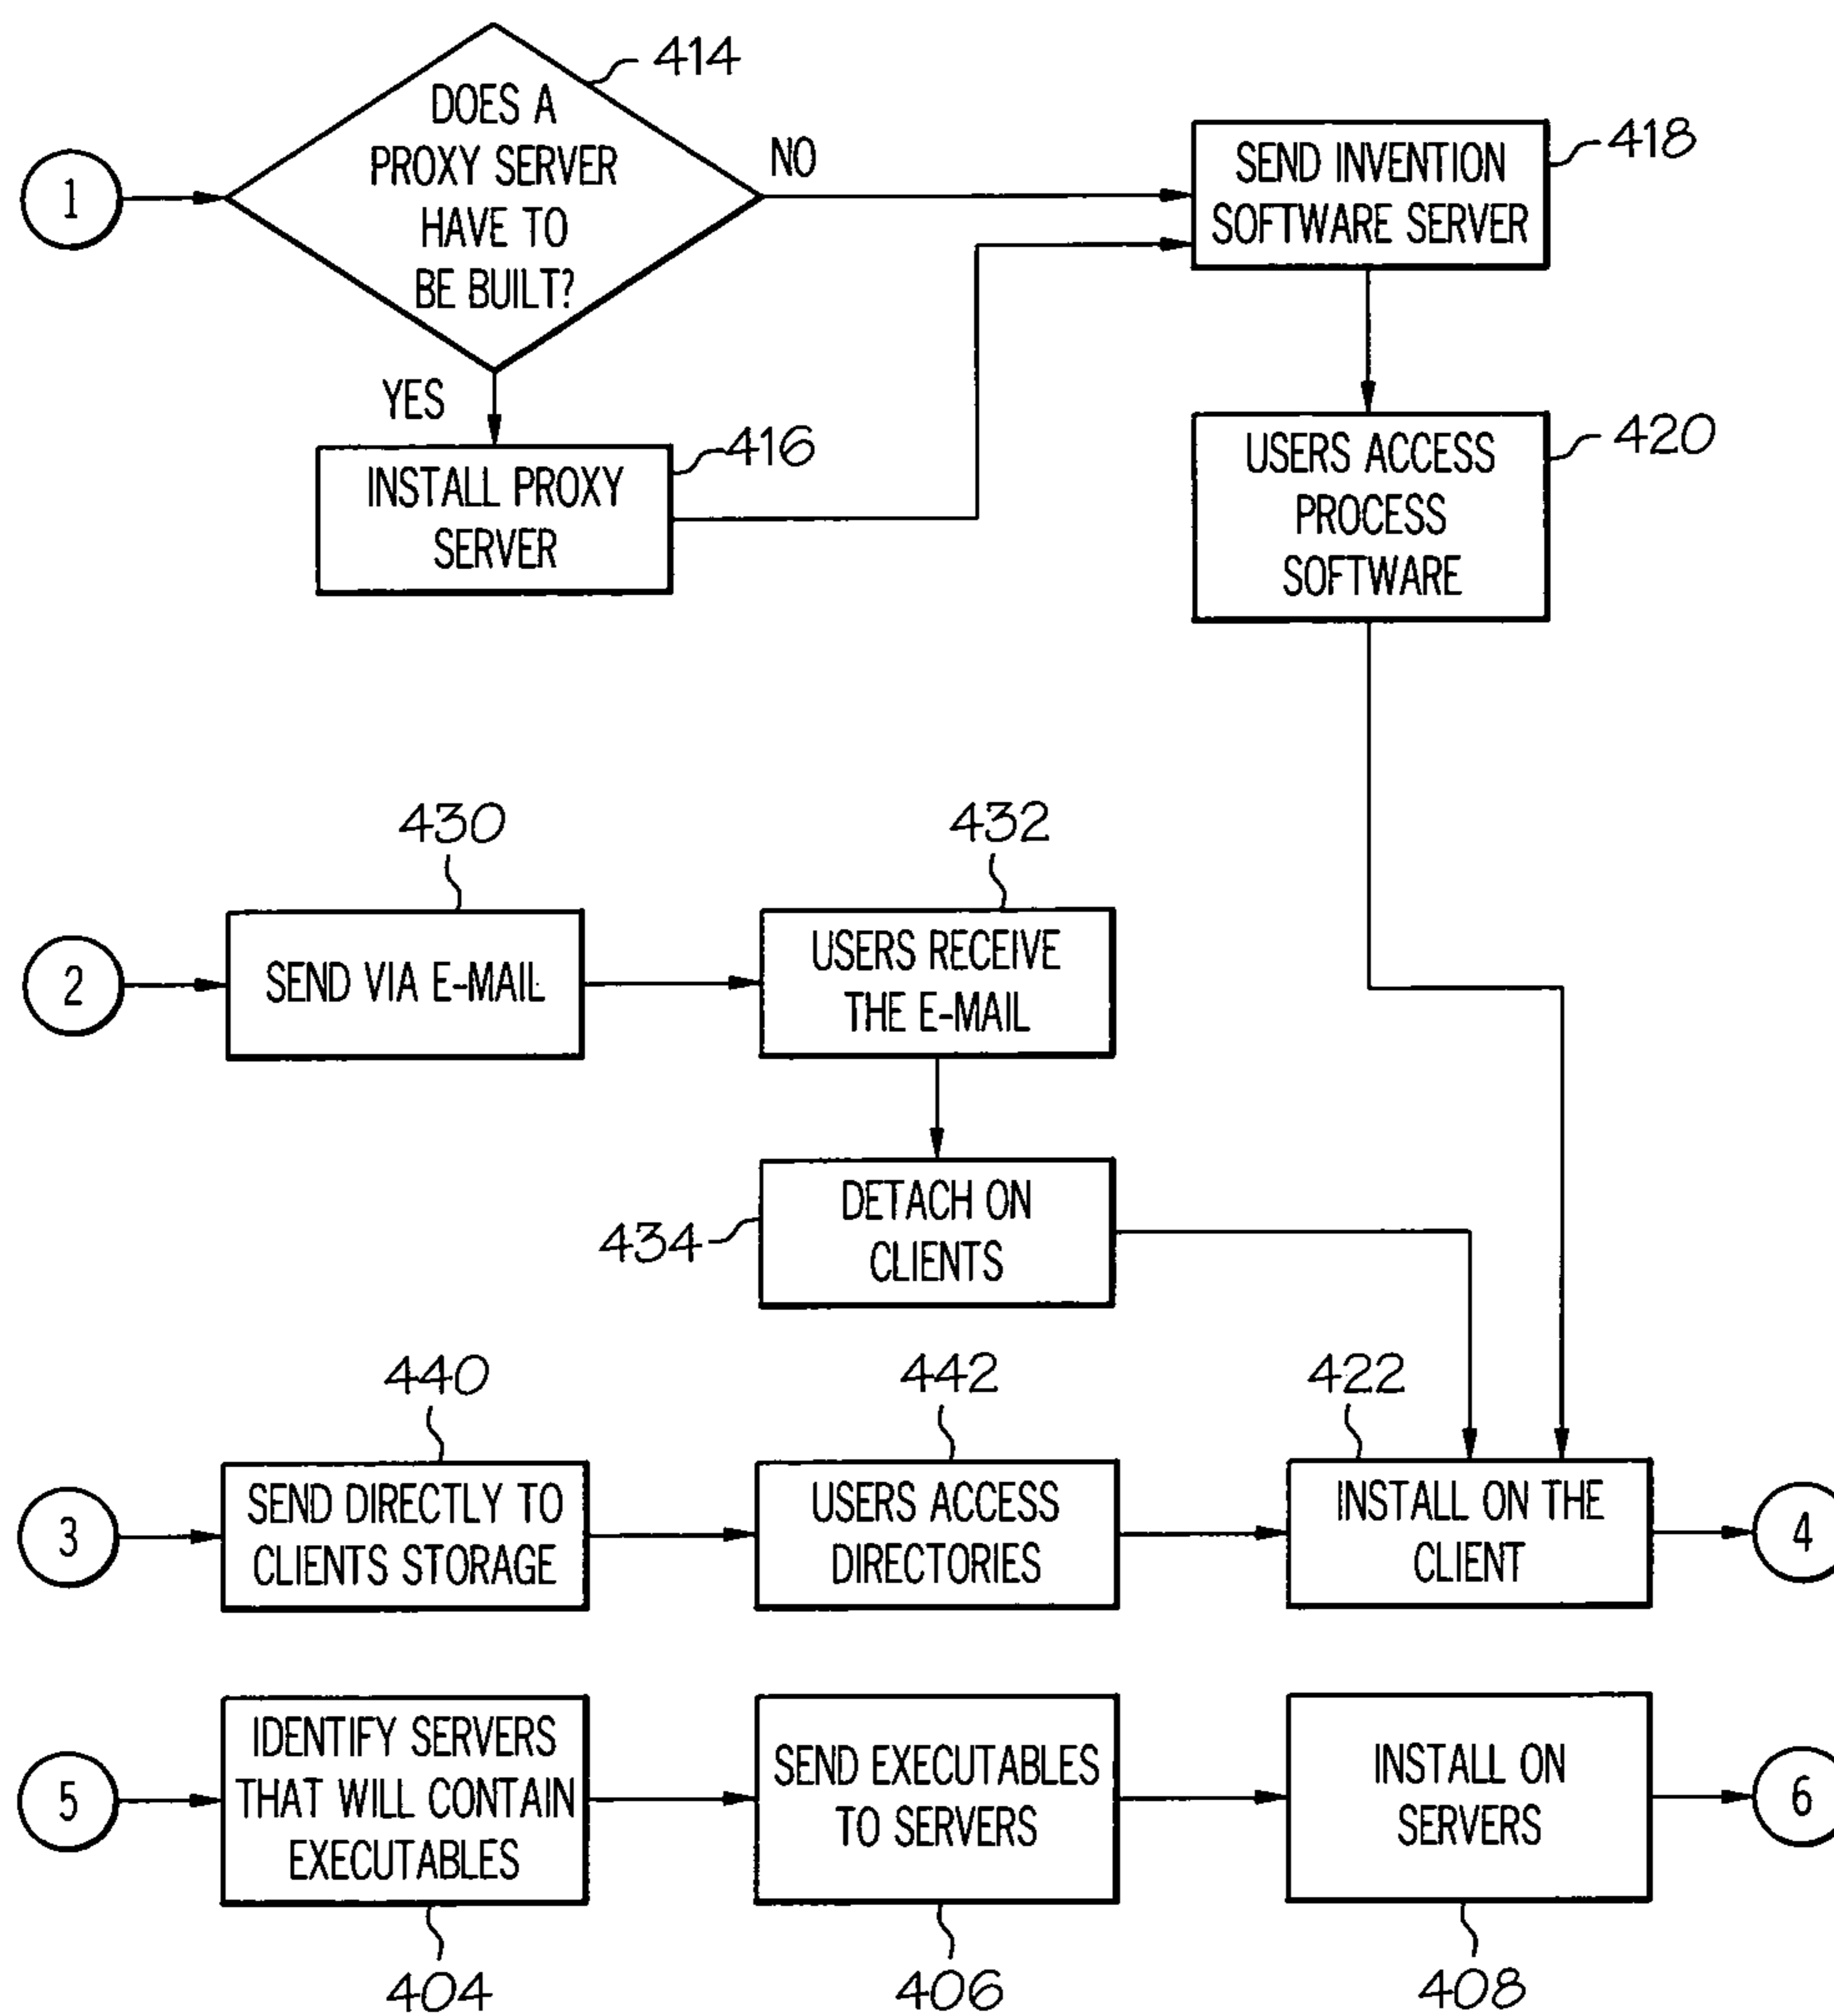 414
DOES A
PROXY SERVER
HAVE TO
BE BUILT?
1
NO
YES
418
SEND INVENTION
SOFTWARE SERVER
416
INSTALL PROXY
SERVER
420
USERS ACCESS
PROCESS
SOFTWARE
430
432
2
SEND VIA E-MAIL
USERS RECEIVE
THE E-MAIL
434
DETACH ON
CLIENTS
440
442
422
3
SEND DIRECTLY TO
CLIENTS STORAGE
USERS ACCESS
DIRECTORIES
INSTALL ON THE
CLIENT
4
5
IDENTIFY SERVERS
THAT WILL CONTAIN
EXECUTABLES
SEND EXECUTABLES
TO SERVERS
INSTALL ON
SERVERS
6
404
406
408